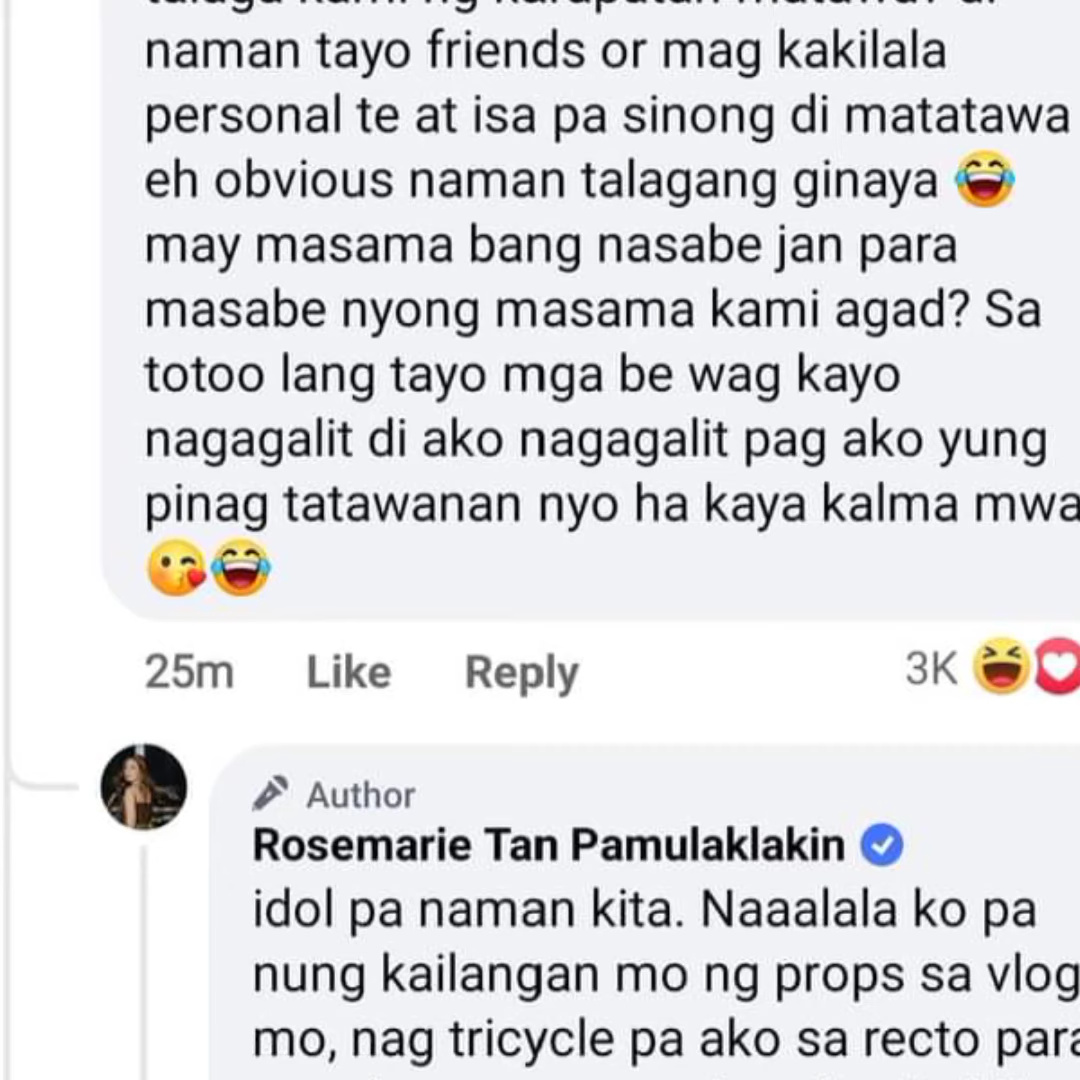 naman tayo friends or mag kakilala
personal te at isa pa sinong di matatawa
eh obvious naman talagang ginaya 😂
may masama bang nasabe jan para
masabe nyong masama kami agad? Sa
totoo lang tayo mga be wag kayo
nagagalit di ako nagagalit pag ako yung
pinag tatawanan nyo ha kaya kalma mwa
😘😂
25m Like Reply 3K
Author
Rosemarie Tan Pamulaklakin
idol pa naman kita. Naaalala ko pa
nung kailangan mo ng props sa vlog
mo, nag tricycle pa ako sa recto para